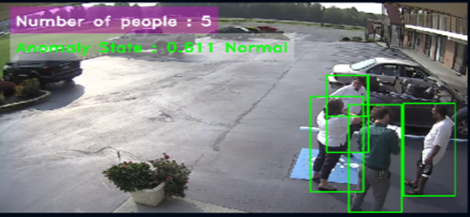 Number of people : 5
Anomaly State : 0.811 Normal